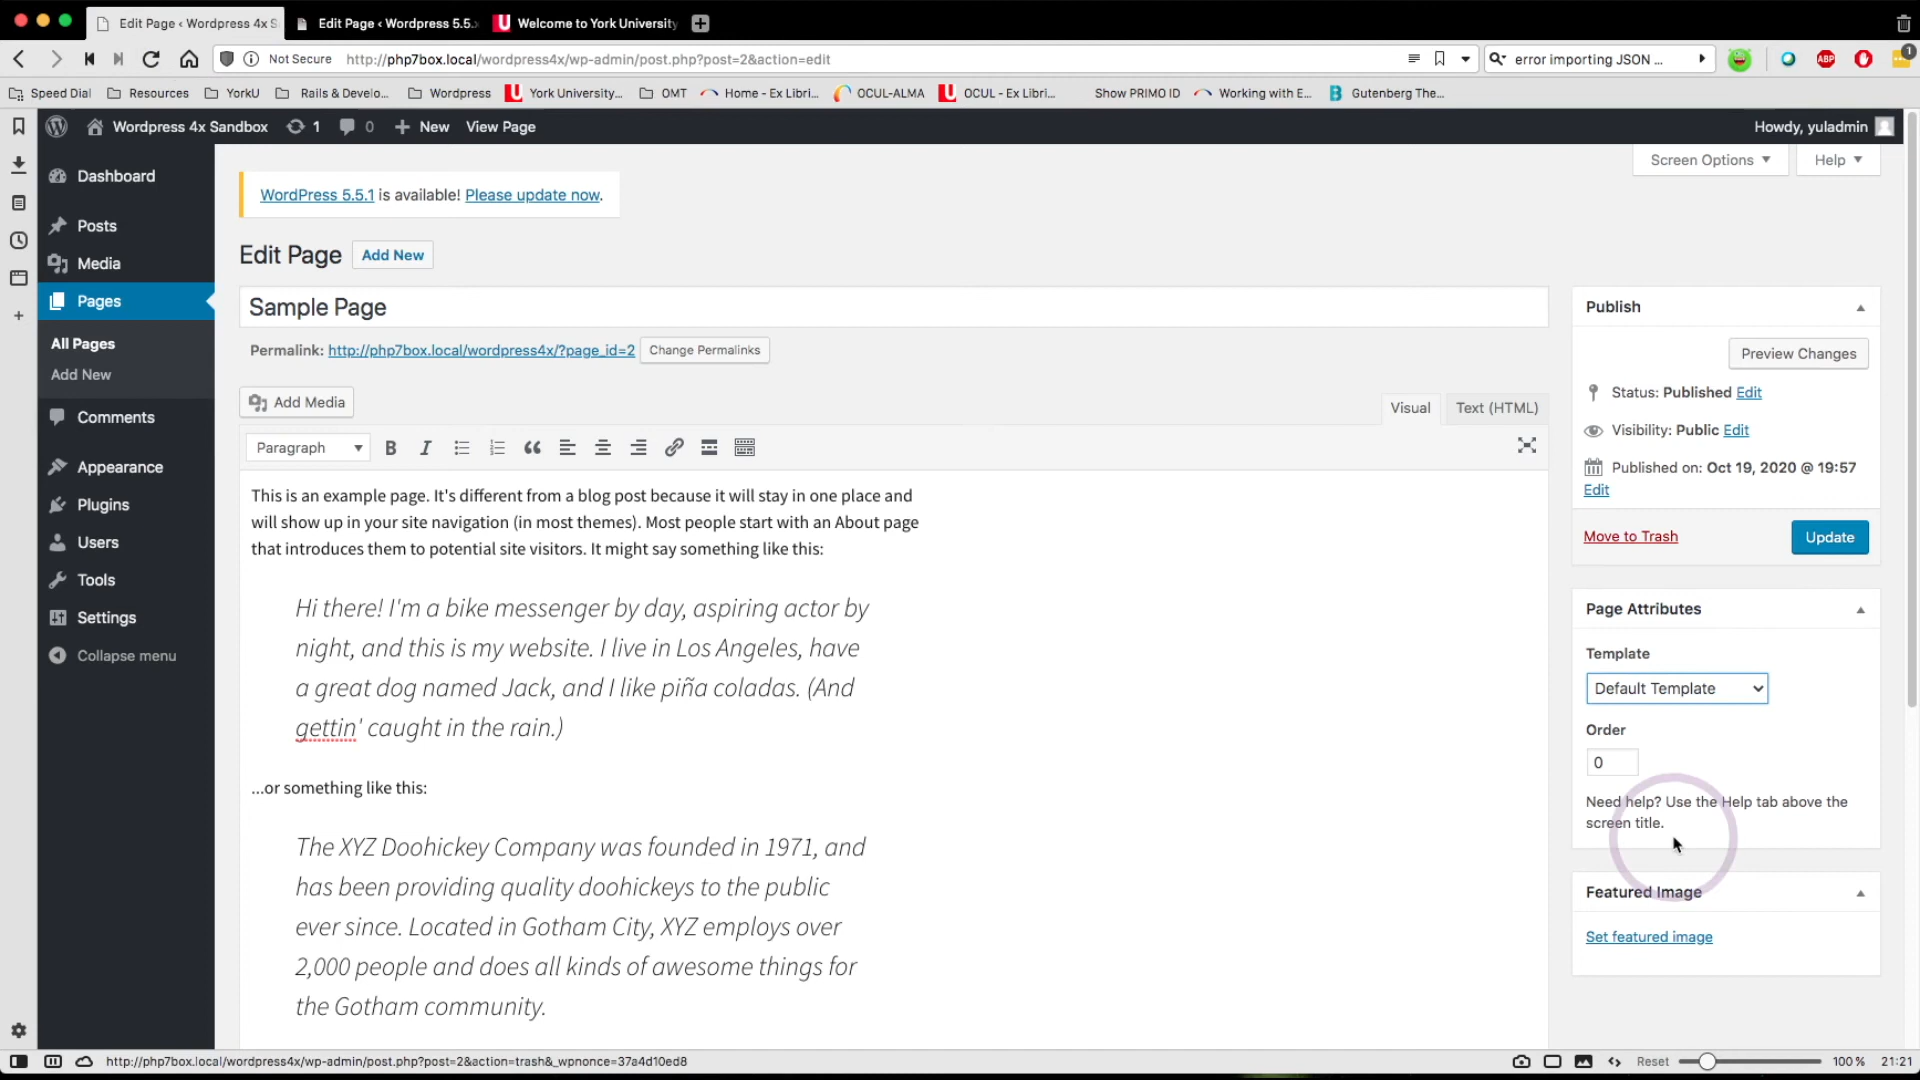 Edit Page ‹ Wordpress 4x S
Edit Page ‹ Wordpress 5.5.
Welcome to York University
Not Secure
http://php7box.local/wordpress4x/wp-admin/post.php?post=2&action=edit
error importing JSON ...
ABP
1
Speed Dial
Resources
YorkU
Rails & Develo...
Wordpress
York University...
OMT
Home - Ex Libri...
OCUL-ALMA
OCUL - Ex Libri...
Show PRIMO ID
Working with E...
Gutenberg The...
Wordpress 4x Sandbox
1
0
New
View Page
Howdy, yuladmin
Screen Options
Help
Dashboard
Posts
Media
Pages
All Pages
Add New
Comments
Appearance
Plugins
Users
Tools
Settings
Collapse menu
WordPress 5.5.1 is available! Please update now.
Edit Page
Add New
Sample Page
Permalink: http://php7box.local/wordpress4x/?page_id=2
Change Permalinks
Add Media
Visual
Text (HTML)
Paragraph
B
I
This is an example page. It's different from a blog post because it will stay in one place and
will show up in your site navigation (in most themes). Most people start with an About page
that introduces them to potential site visitors. It might say something like this:
Hi there! I'm a bike messenger by day, aspiring actor by
night, and this is my website. I live in Los Angeles, have
a great dog named Jack, and I like piña coladas. (And
gettin' caught in the rain.)
...or something like this:
The XYZ Doohickey Company was founded in 1971, and
has been providing quality doohickeys to the public
ever since. Located in Gotham City, XYZ employs over
2,000 people and does all kinds of awesome things for
the Gotham community.
Publish
Preview Changes
Status: Published Edit
Visibility: Public Edit
Published on: Oct 19, 2020 @ 19:57
Edit
Move to Trash
Update
Page Attributes
Template
Default Template
Order
0
Need help? Use the Help tab above the
screen title.
Featured Image
Set featured image
http://php7box.local/wordpress4x/wp-admin/post.php?post=2&action=trash&_wpnonce=37a4d10ed8
Reset
100 %
21:21